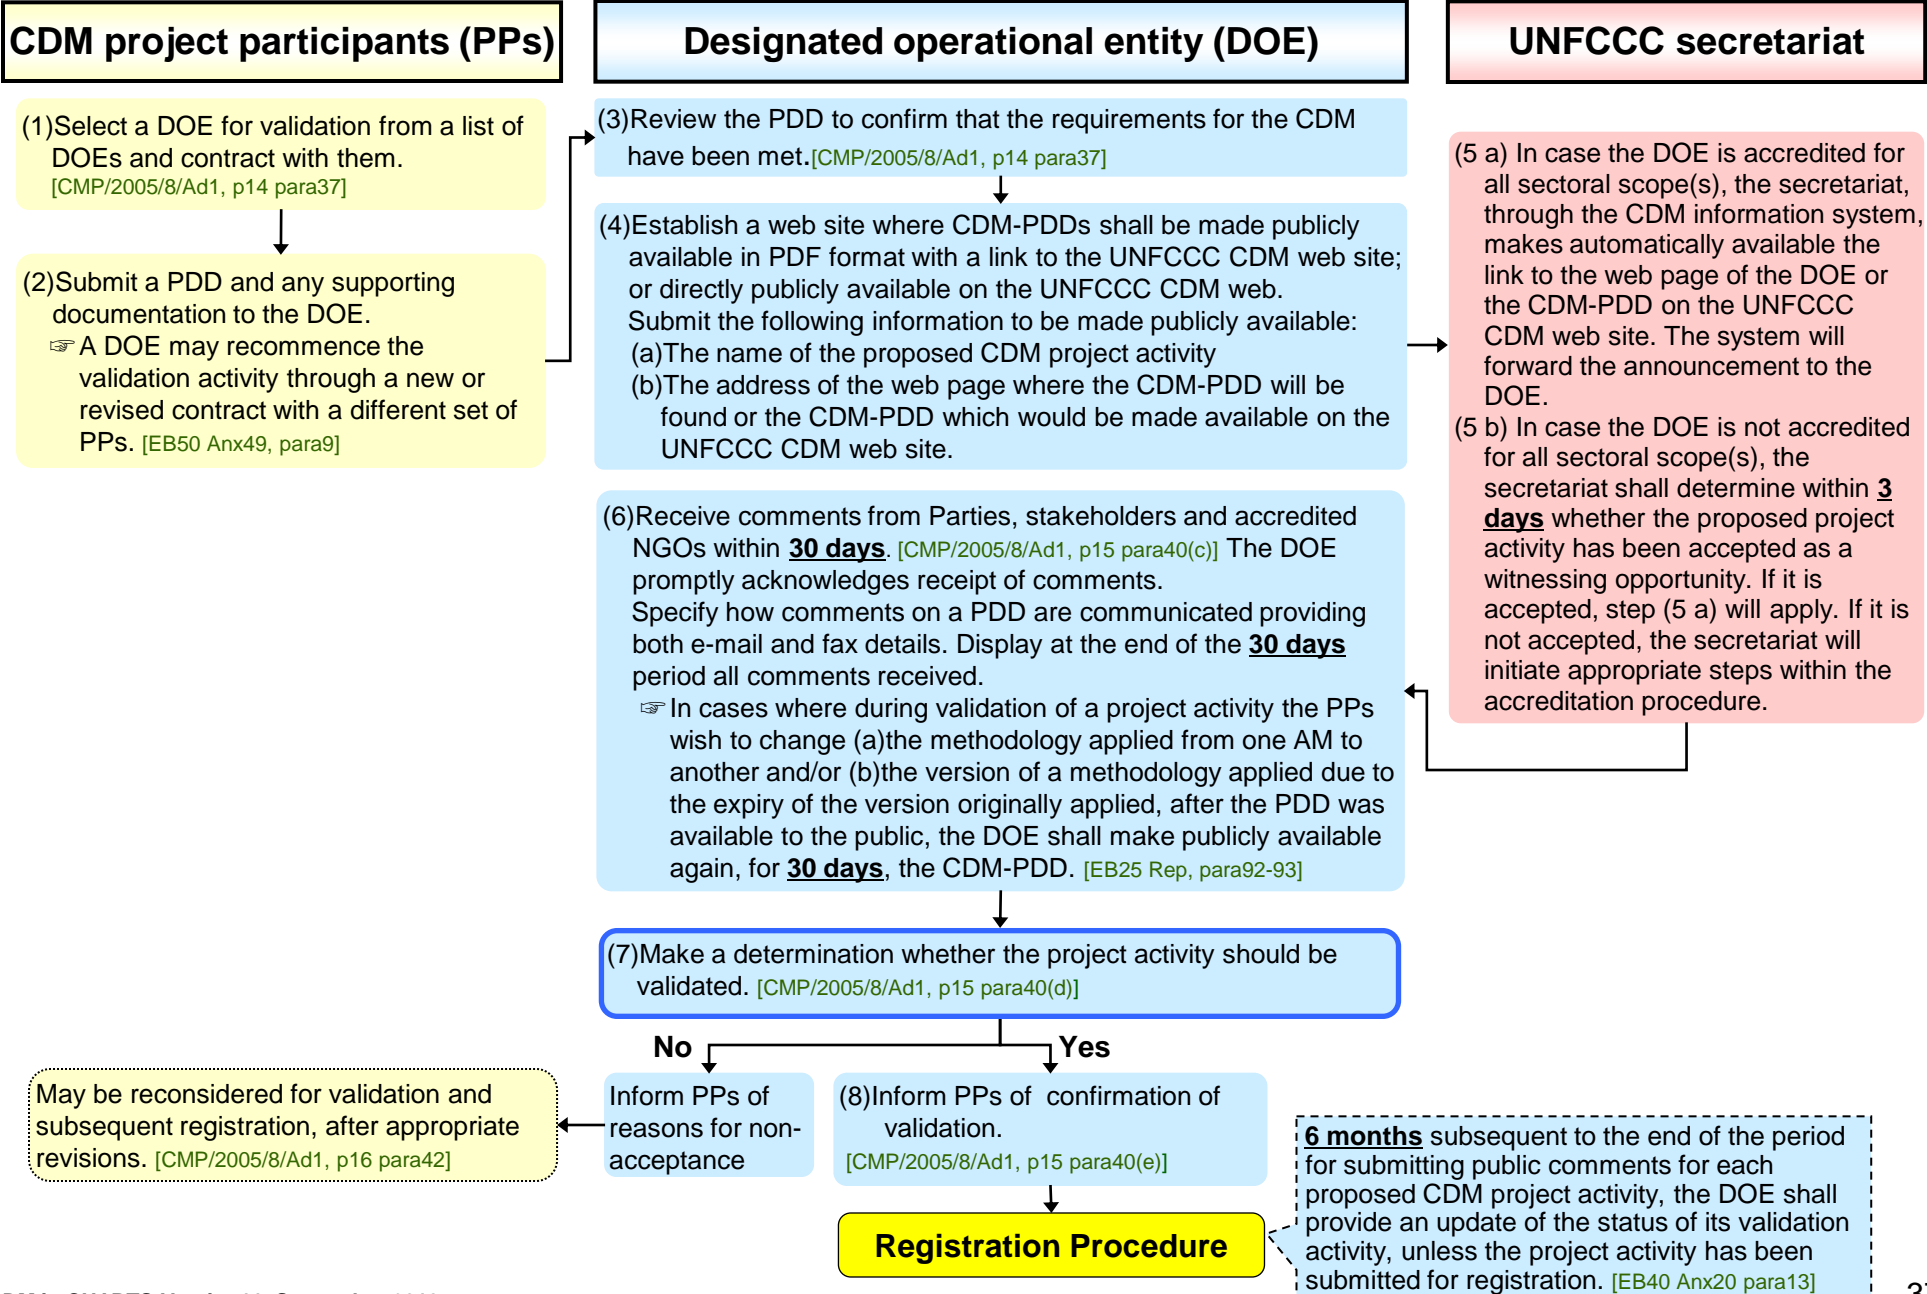 CDM project participants (PPs)
Designated operational entity (DOE)
UNFCCC secretariat
(1)Select a DOE for validation from a list of
DOEs and contract with them.
[CMP/2005/8/Ad1, p14 para37]
(2)Submit a PDD and any supporting
documentation to the DOE.
☞A DOE may recommence the
validation activity through a new or
revised contract with a different set of
PPs. [EB50 Anx49, para9]
(3)Review the PDD to confirm that the requirements for the CDM
have been met.[CMP/2005/8/Ad1, p14 para37]
(4)Establish a web site where CDM-PDDs shall be made publicly
available in PDF format with a link to the UNFCCC CDM web site;
or directly publicly available on the UNFCCC CDM web.
Submit the following information to be made publicly available:
(a)The name of the proposed CDM project activity
(b)The address of the web page where the CDM-PDD will be
found or the CDM-PDD which would be made available on the
UNFCCC CDM web site.
(5 a) In case the DOE is accredited for
all sectoral scope(s), the secretariat,
through the CDM information system,
makes automatically available the
link to the web page of the DOE or
the CDM-PDD on the UNFCCC
CDM web site. The system will
forward the announcement to the
DOE.
(5 b) In case the DOE is not accredited
for all sectoral scope(s), the
secretariat shall determine within 3
days whether the proposed project
activity has been accepted as a
witnessing opportunity. If it is
accepted, step (5 a) will apply. If it is
not accepted, the secretariat will
initiate appropriate steps within the
accreditation procedure.
(6)Receive comments from Parties, stakeholders and accredited
NGOs within 30 days. [CMP/2005/8/Ad1, p15 para40(c)] The DOE
promptly acknowledges receipt of comments.
Specify how comments on a PDD are communicated providing
both e-mail and fax details. Display at the end of the 30 days
period all comments received.
☞In cases where during validation of a project activity the PPs
wish to change (a)the methodology applied from one AM to
another and/or (b)the version of a methodology applied due to
the expiry of the version originally applied, after the PDD was
available to the public, the DOE shall make publicly available
again, for 30 days, the CDM-PDD. [EB25 Rep, para92-93]
(7)Make a determination whether the project activity should be
validated. [CMP/2005/8/Ad1, p15 para40(d)]
No
Yes
May be reconsidered for validation and
subsequent registration, after appropriate
revisions. [CMP/2005/8/Ad1, p16 para42]
Inform PPs of
reasons for non-
acceptance
(8)Inform PPs of confirmation of
validation.
[CMP/2005/8/Ad1, p15 para40(e)]
Registration Procedure
6 months subsequent to the end of the period
for submitting public comments for each
proposed CDM project activity, the DOE shall
provide an update of the status of its validation
activity, unless the project activity has been
submitted for registration. [EB40 Anx20 para13]